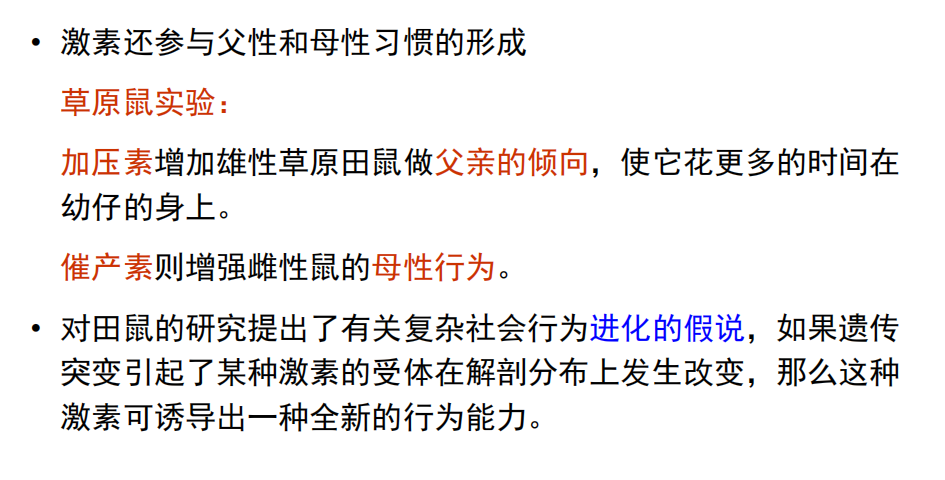 • 激素还参与父性和母性习惯的形成
草原鼠实验：
加压素增加雄性草原田鼠做父亲的倾向，使它花更多的时间在
幼仔的身上。
催产素则增强雌性鼠的母性行为。
• 对田鼠的研究提出了有关复杂社会行为进化的假说，如果遗传
突变引起了某种激素的受体在解剖分布上发生改变，那么这种
激素可诱导出一种全新的行为能力。